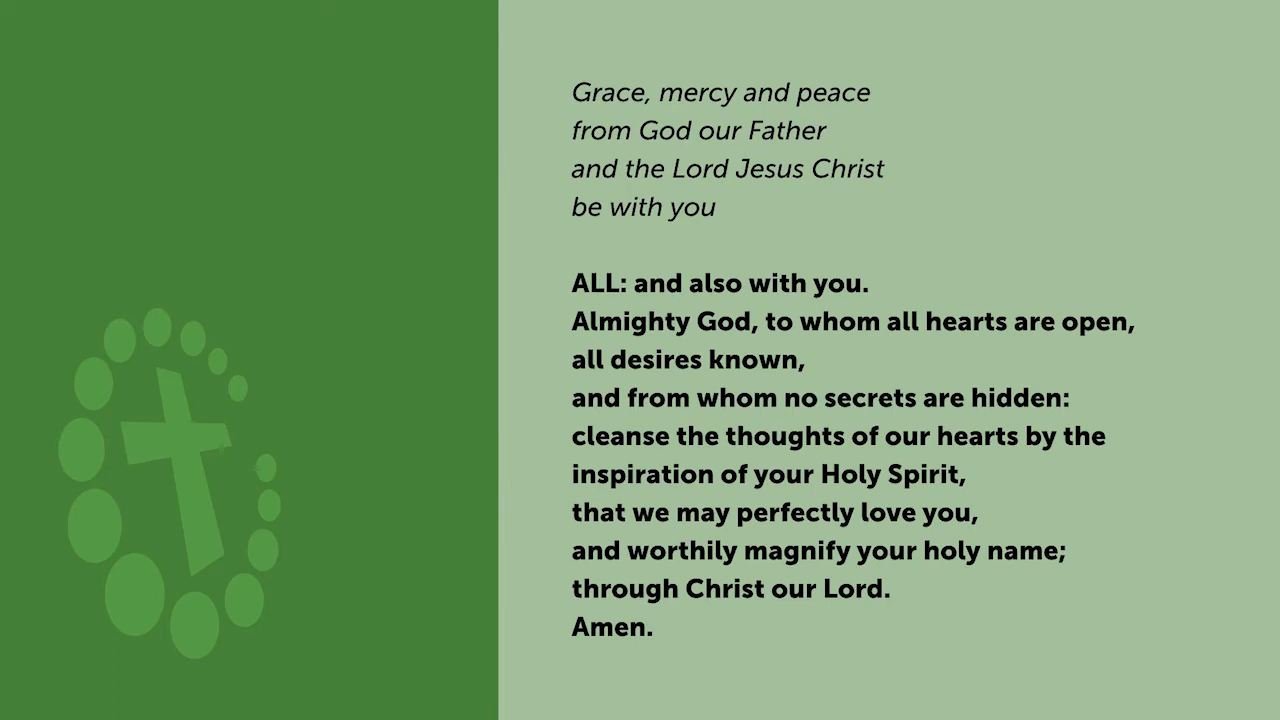 Grace, mercy and peace
from God our Father
and the Lord Jesus Christ
be with you
ALL: and also with you.
Almighty God, to whom all hearts are open,
all desires known,
and from whom no secrets are hidden:
cleanse the thoughts of our hearts by the
inspiration of your Holy Spirit,
that we may perfectly love you,
and worthily magnify your holy name;
through Christ our Lord.
Amen.